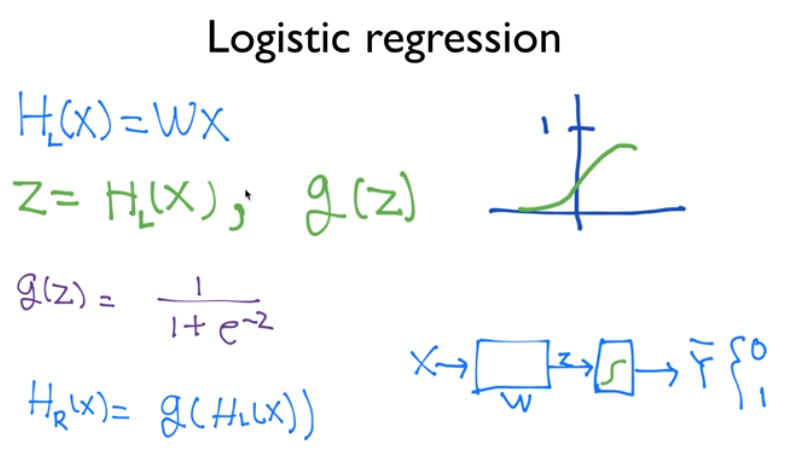 Logistic regression
H_L(X) = WX
1
Z = H_L(X), g(z)
g(z) = 1 / (1 + e^-z)
X → z → Ȳ { 0 1
W
H_R(X) = g(H_L(X))